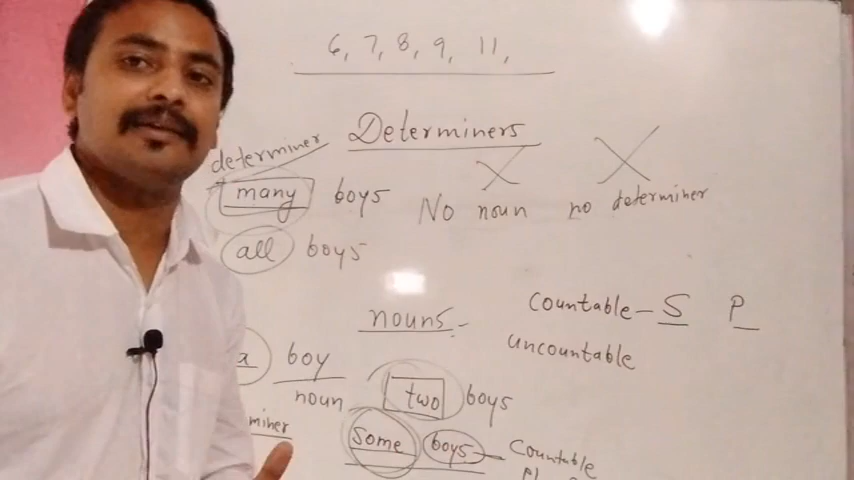 6, 7, 8, 9, 11,
Determiners
determiner
many boys
No noun no determiner
all boys
nouns -
Countable - S P
uncountable
a boy
noun
two boys
miner
some boys - Countable